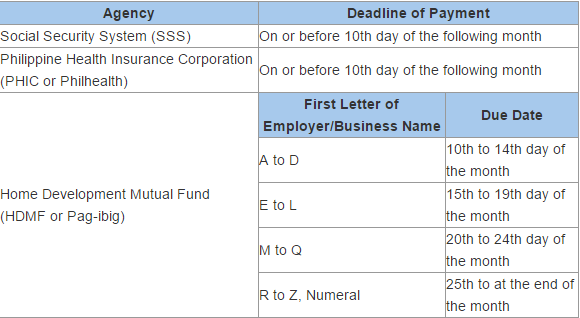 Agency
Deadline of Payment
Social Security System (SSS)
On or before 10th day of the following month
Philippine Health Insurance Corporation
(PHIC or Philhealth)
On or before 10th day of the following month
Home Development Mutual Fund
(HDMF or Pag-ibig)
First Letter of
Employer/Business Name
Due Date
A to D
10th to 14th day of
the month
E to L
15th to 19th day of
the month
M to Q
20th to 24th day of
the month
R to Z, Numeral
25th to at the end of
the month